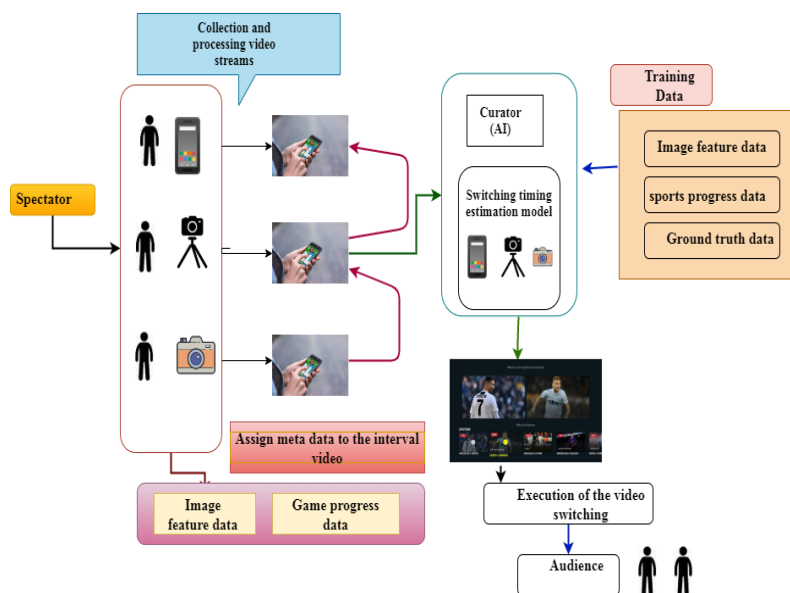 Collection and
processing video
streams
Training
Data
Curator
(AI)
Image feature data
Spectator
Switching timing
estimation model
sports progress data
Ground truth data
7
Assign meta data to the interval
video
Image
feature data
Game progress
data
Execution of the video
switching
Audience